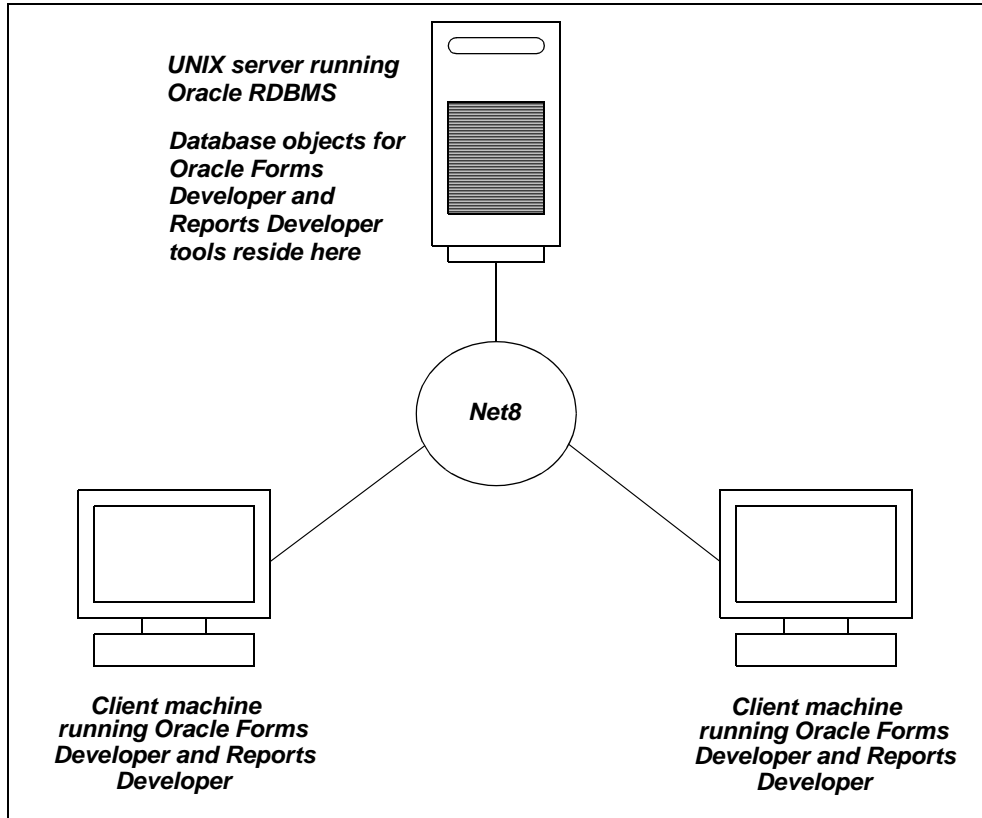 UNIX server running
Oracle RDBMS
Database objects for
Oracle Forms
Developer and
Reports Developer
tools reside here
Net8
Client machine
running Oracle Forms
Developer and Reports
Developer
Client machine
running Oracle Forms
Developer and Reports
Developer